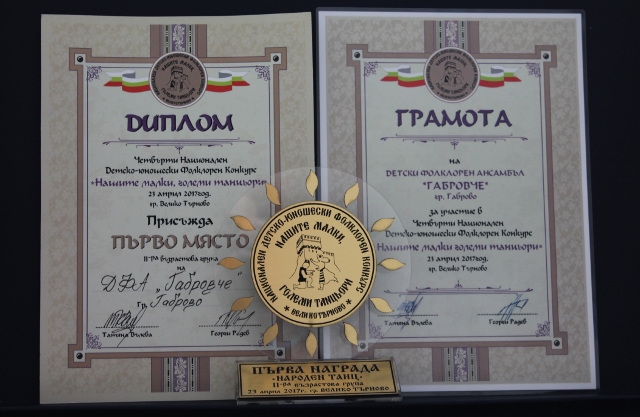 ДИПЛОМ
Четвърти Национален
Детско-юношески Фолклорен Конкурс
«Нашите малки, големи таньори»
23 април 2017год.
гр. Велико Търново
Присъжда
ПЪРВО МЯСТО
II-ра възрастова група
на
ДФА „Габровче"
Гр. Габрово
Татяна Вълева
Георги Радев
ГРАМОТА
на
ДЕТСКИ ФОЛКЛОРЕН АНСАМБЪЛ
"ГАБРОВЧЕ"
гр. Габрово
за участие в
Четвърти Национален
Детско-юношески Фолклорен Конкурс
«Нашите малки големи танцьори»
23 април 2017год.
гр. Велико Търново
Татяна Вълева
Георги Радев
НАЦИОНАЛЕН ДЕТСКО-ЮНОШЕСКИ ФОЛКЛОРЕН КОНКУРС
НАШИТЕ МАЛКИ,
ГОЛЕМИ ТАНЦЬОРИ
ВЕЛИКО ТЪРНОВО
ПЪРВА НАГРАДА
«НАРОДЕН ТАНЦ»
II-ра възрастова група
23 април 2017г. гр. ВЕЛИКО ТЪРНОВО